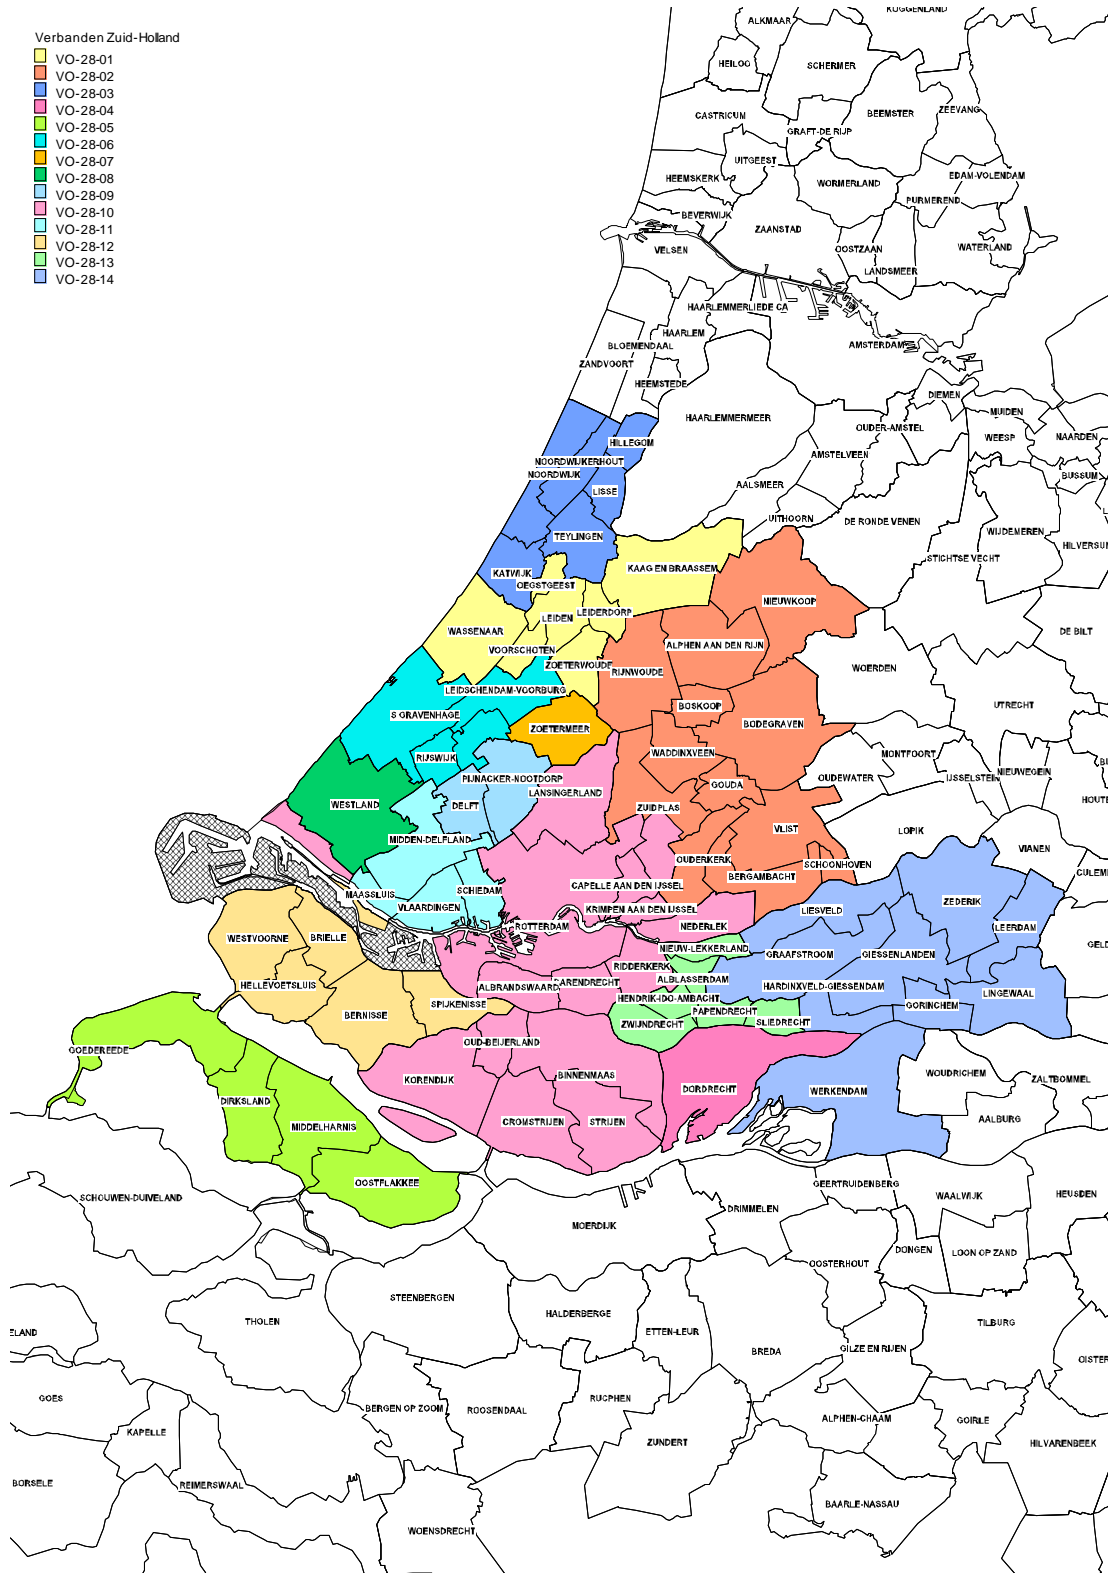 Verbanden Zuid-Holland
VO-28-01
VO-28-02
VO-28-03
VO-28-04
VO-28-05
VO-28-06
VO-28-07
VO-28-08
VO-28-09
VO-28-10
VO-28-11
VO-28-12
VO-28-13
VO-28-14
KOGGENLAND
ALKMAAR
HEILOO
SCHERMER
CASTRICUM
BEEMSTER
ZEEVANG
GRAFT-DE RIJP
UITGEEST
HEEMSKERK
WORMERLAND
EDAM-VOLENDAM
PURMEREND
BEVERWIJK
ZAANSTAD
VELSEN
OOSTZAAN
WATERLAND
LANDSMEER
HAARLEMMERLIEDE CA
HAARLEM
BLOEMENDAAL
AMSTERDAM
ZANDVOORT
HEEMSTEDE
DIEMEN
HAARLEMMERMEER
MUIDEN
OUDER-AMSTEL
WEESP
NAARDEN
HILLEGOM
AMSTELVEEN
NOORDWIJKERHOUT
NOORDWIJK
BUSSUM
LISSE
AALSMEER
UITHOORN
DE RONDE VENEN
WIJDEMEREN
TEYLINGEN
HILVERSUM
STICHTSE VECHT
KATWIJK
KAAG EN BRAASSEM
OEGSTGEEST
NIEUWKOOP
LEIDEN
LEIDERDORP
WASSENAAR
DE BILT
VOORSCHOTEN
ALPHEN AAN DEN RIJN
ZOETERWOUDE
RIJNWOUDE
WOERDEN
LEIDSCHENDAM-VOORBURG
BOSKOOP
UTRECHT
S GRAVENHAGE
BODEGRAVEN
ZOETERMEER
RIJSWIJK
WADDINXVEEN
MONTFOORT
PIJNACKER-NOOTDORP
OUDEWATER
IJSSELSTEIN
NIEUWEGEIN
GOUDA
LANSINGERLAND
HOUTE
WESTLAND
DELFT
ZUIDPLAS
VLIST
LOPIK
MIDDEN-DELFLAND
VIANEN
OUDERKERK
SCHOONHOVEN
BERGAMBACHT
CULEMB
CAPELLE AAN DEN IJSSEL
MAASSLUIS
SCHIEDAM
ZEDERIK
VLAARDINGEN
KRIMPEN AAN DEN IJSSEL
LIESVELD
ROTTERDAM
NEDERLEK
LEERDAM
WESTVOORNE
BRIELLE
NIEUW-LEKKERLAND
GELD
GRAAFSTROOM
GIESSENLANDEN
RIDDERKERK
ALBLASSERDAM
HELLEVOETSLUIS
ALBRANDSWAARD
BARENDRECHT
HARDINXVELD-GIESSENDAM
LINGEWAAL
HENDRIK-IDO-AMBACHT
SPIJKENISSE
GORINCHEM
BERNISSE
PAPENDRECHT
ZWIJNDRECHT
SLIEDRECHT
OUD-BEIJERLAND
GOEDEREEDE
BINNENMAAS
WOUDRICHEM
KORENDIJK
DORDRECHT
ZALTBOMMEL
WERKENDAM
DIRKSLAND
AALBURG
CROMSTRIJEN
STRIJEN
MIDDELHARNIS
OOSTFLAKKEE
GEERTRUIDENBERG
SCHOUWEN-DUIVELAND
WAALWIJK
HEUSDEN
DRIMMELEN
MOERDIJK
DONGEN
LOON OP ZAND
OOSTERHOUT
STEENBERGEN
HALDERBERGE
THOLEN
TILBURG
ELAND
ETTEN-LEUR
GILZE EN RIJEN
BREDA
OISTER
GOES
RUCPHEN
BERGEN OP ZOOM
ROOSENDAAL
ALPHEN-CHAAM
GOIRLE
KAPELLE
ZUNDERT
HILVARENBEEK
BORSELE
REIMERSWAAL
BAARLE-NASSAU
WOENSDRECHT